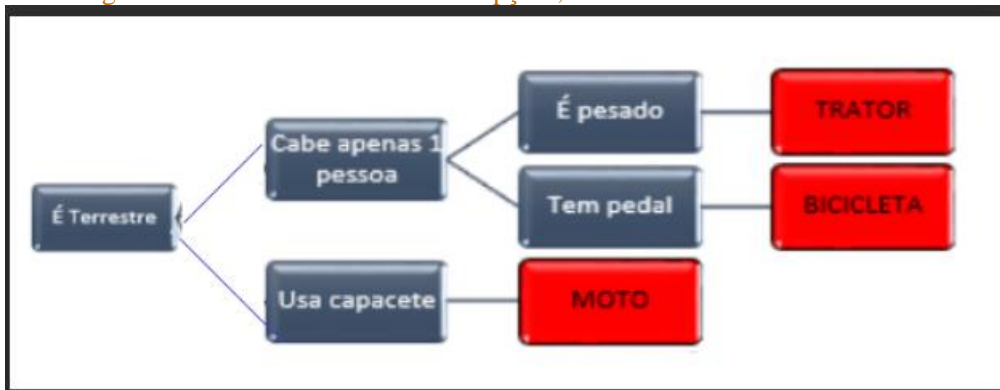 É Terrestre
Cabe apenas 1
pessoa
É pesado
TRATOR
Tem pedal
BICICLETA
Usa capacete
MOTO